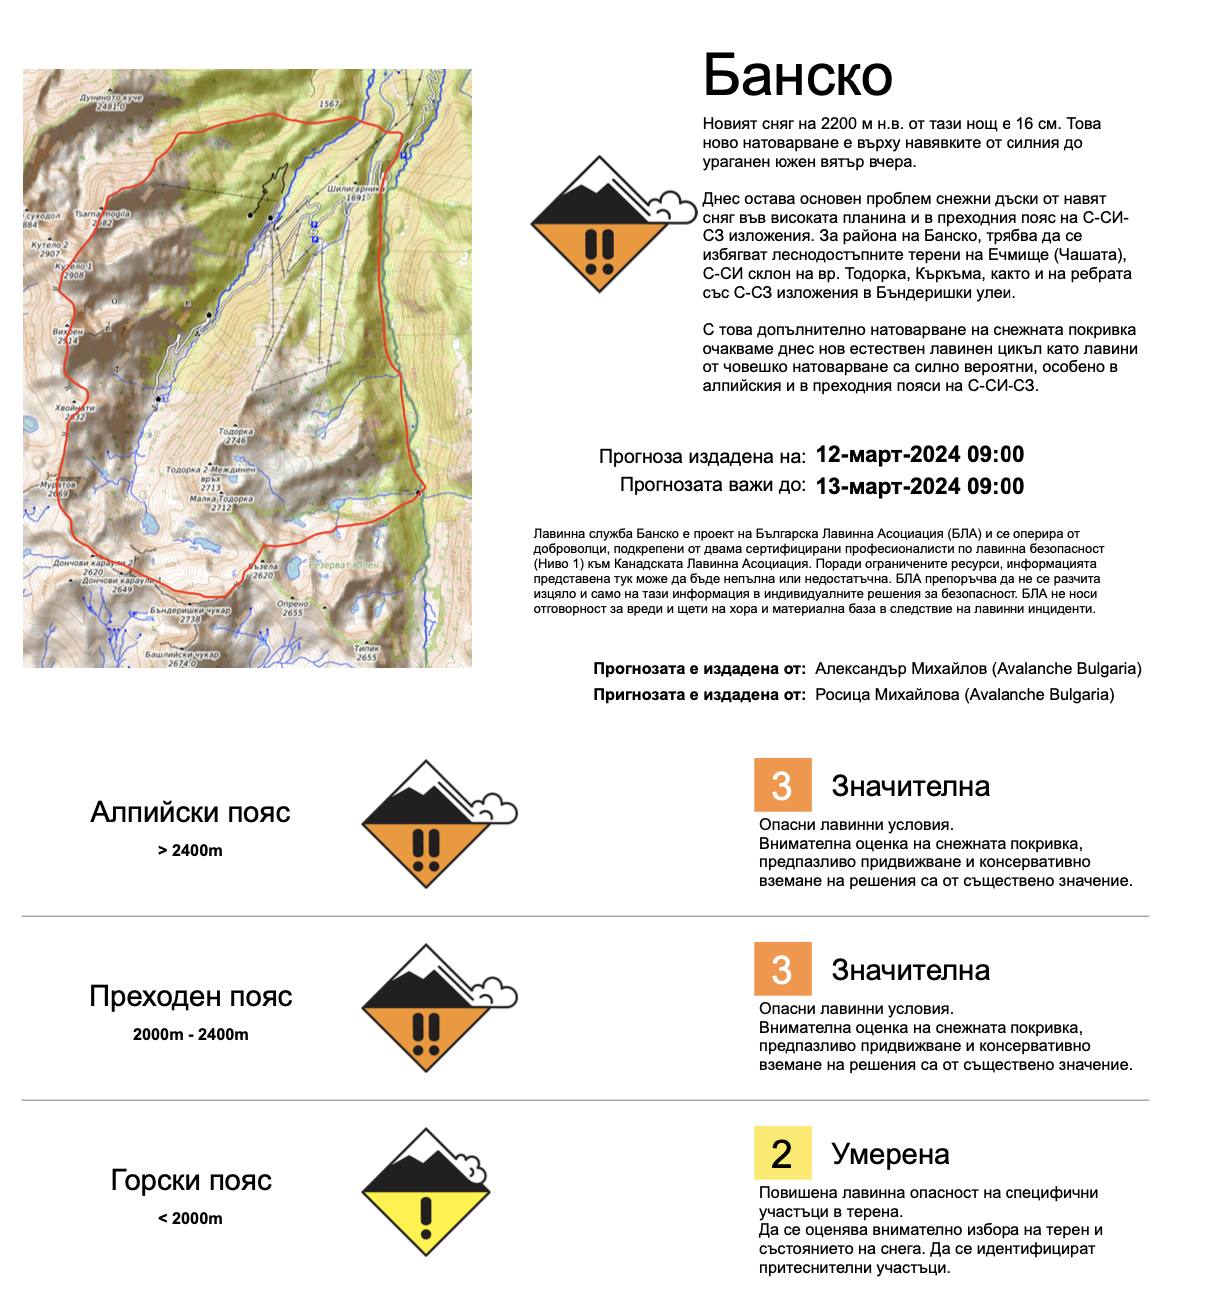 Банско
Новият сняг на 2200 м н.в. от тази нощ е 16 см. Това
ново натоварване е върху навявките от силния до
ураганен южен вятър вчера.
Днес остава основен проблем снежни дъски от навят
сняг във високата планина и в преходния пояс на С-СИ-
СЗ изложения. За района на Банско, трябва да се
избягват леснодостъпните терени на Ечмище (Чашата),
С-СИ склон на вр. Тодорка, Къркъма, както и на ребрата
със С-СЗ изложения в Бъндеришки улеи.
С това допълнително натоварване на снежната покривка
очакваме днес нов естествен лавинен цикъл като лавини
от човешко натоварване са силно вероятни, особено в
алпийския и в преходния пояси на С-СИ-СЗ.
Прогноза издадена на: 12-март-2024 09:00
Прогнозата важи до: 13-март-2024 09:00
Лавинна служба Банско е проект на Българска Лавинна Асоциация (БЛА) и се оперира от
доброволци, подкрепени от двама сертифицирани професионалисти по лавинна безопасност
(Ниво 1) към Канадската Лавинна Асоциация. Поради ограничените ресурси, информацията
представена тук може да бъде непълна или недостатъчна. БЛА препоръчва да не се разчита
изцяло и само на тази информация в индивидуалните решения за безопасност. БЛА не носи
отговорност за вреди и щети на хора и материална база в следствие на лавинни инциденти.
Прогнозата е издадена от: Александър Михайлов (Avalanche Bulgaria)
Пригнозата е издадена от: Росица Михайлова (Avalanche Bulgaria)
Дуниното куче
2481.0
1567
Шилигарника
1691
суходол
884
Tsarna mogila
2682
Кутело 2
2907
Кутело 1
2908
Вихрен
2914
Хвойнати
2632
Тодорка
2746
Тодорка 2-Междинен
връх
2713
Малка Тодорка
2712
Муратов
2669
Дончови караули 2
2620
Дончови караули 1
2649
2620
Резерват Юлен
Бъндеришки чукар
2738
Опрено
2655
Башлийски чукар
2674.0
Типик
2655
Алпийски пояс
> 2400m
3 Значителна
Опасни лавинни условия.
Внимателна оценка на снежната покривка,
предпазливо придвижване и консервативно
вземане на решения са от съществено значение.
Преходен пояс
2000m - 2400m
3 Значителна
Опасни лавинни условия.
Внимателна оценка на снежната покривка,
предпазливо придвижване и консервативно
вземане на решения са от съществено значение.
Горски пояс
< 2000m
2 Умерена
Повишена лавинна опасност на специфични
участъци в терена.
Да се оценява внимателно избора на терен и
състоянието на снега. Да се идентифицират
притеснителни участъци.